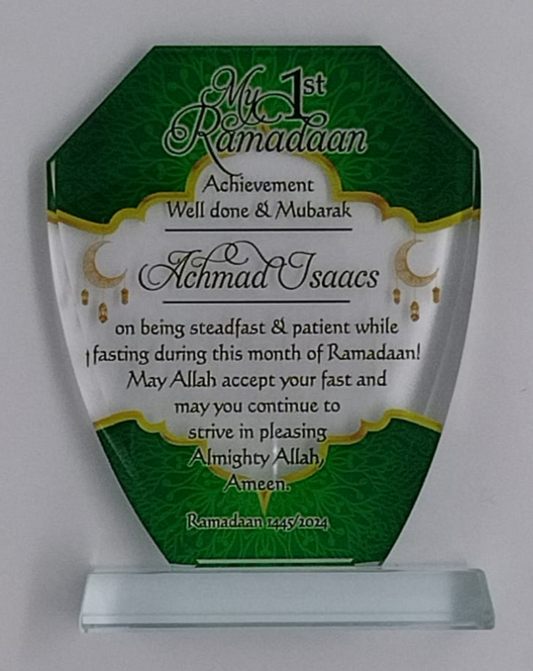 My 1st
Ramadaan
Achievement
Well done & Mubarak
Achmad Isaacs
on being steadfast & patient while
fasting during this month of Ramadaan!
May Allah accept your fast and
may you continue to
strive in pleasing
Almighty Allah,
Ameen.
Ramadaan 1445/2024